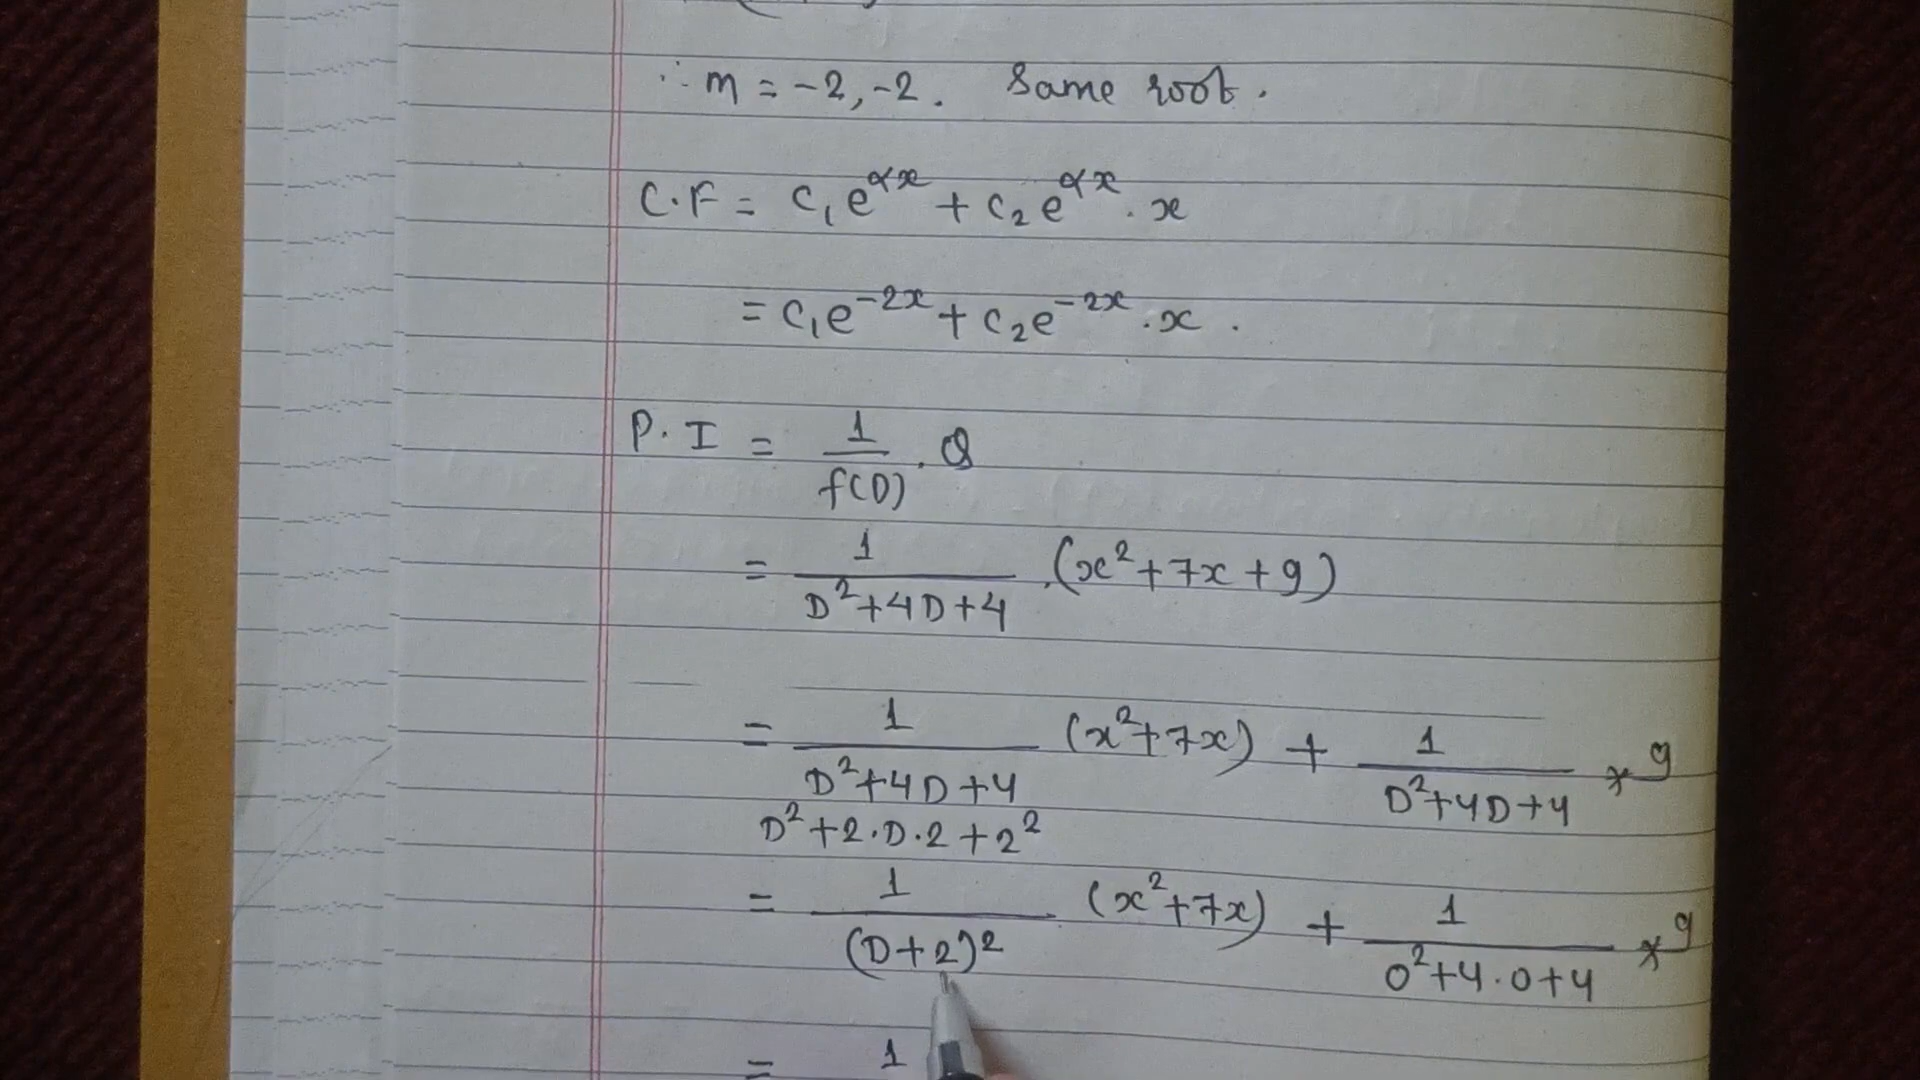 ∴ m = -2, -2. Same root.
C.F = c₁e^αx + c₂e^αx . x
= c₁e^-2x + c₂e^-2x . x .
P.I = 1/f(D) . Q
= 1/(D²+4D+4) .(x²+7x+9)
= 1/(D²+4D+4) (x²+7x) + 1/(D²+4D+4) × 9
D²+2.D.2+2²
= 1/(D+2)² (x²+7x) + 1/(0²+4.0+4) × 9
= 1